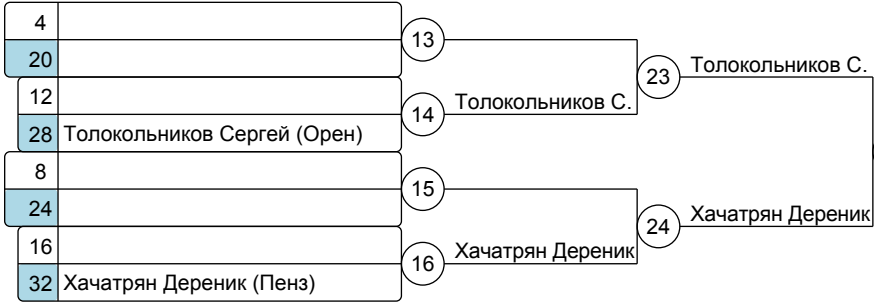 4
13
20
23 Толокольников С.
12
14 Толокольников С.
28 Толокольников Сергей (Орен)
8
15
24
24 Хачатрян Дереник
16
16 Хачатрян Дереник
32 Хачатрян Дереник (Пенз)